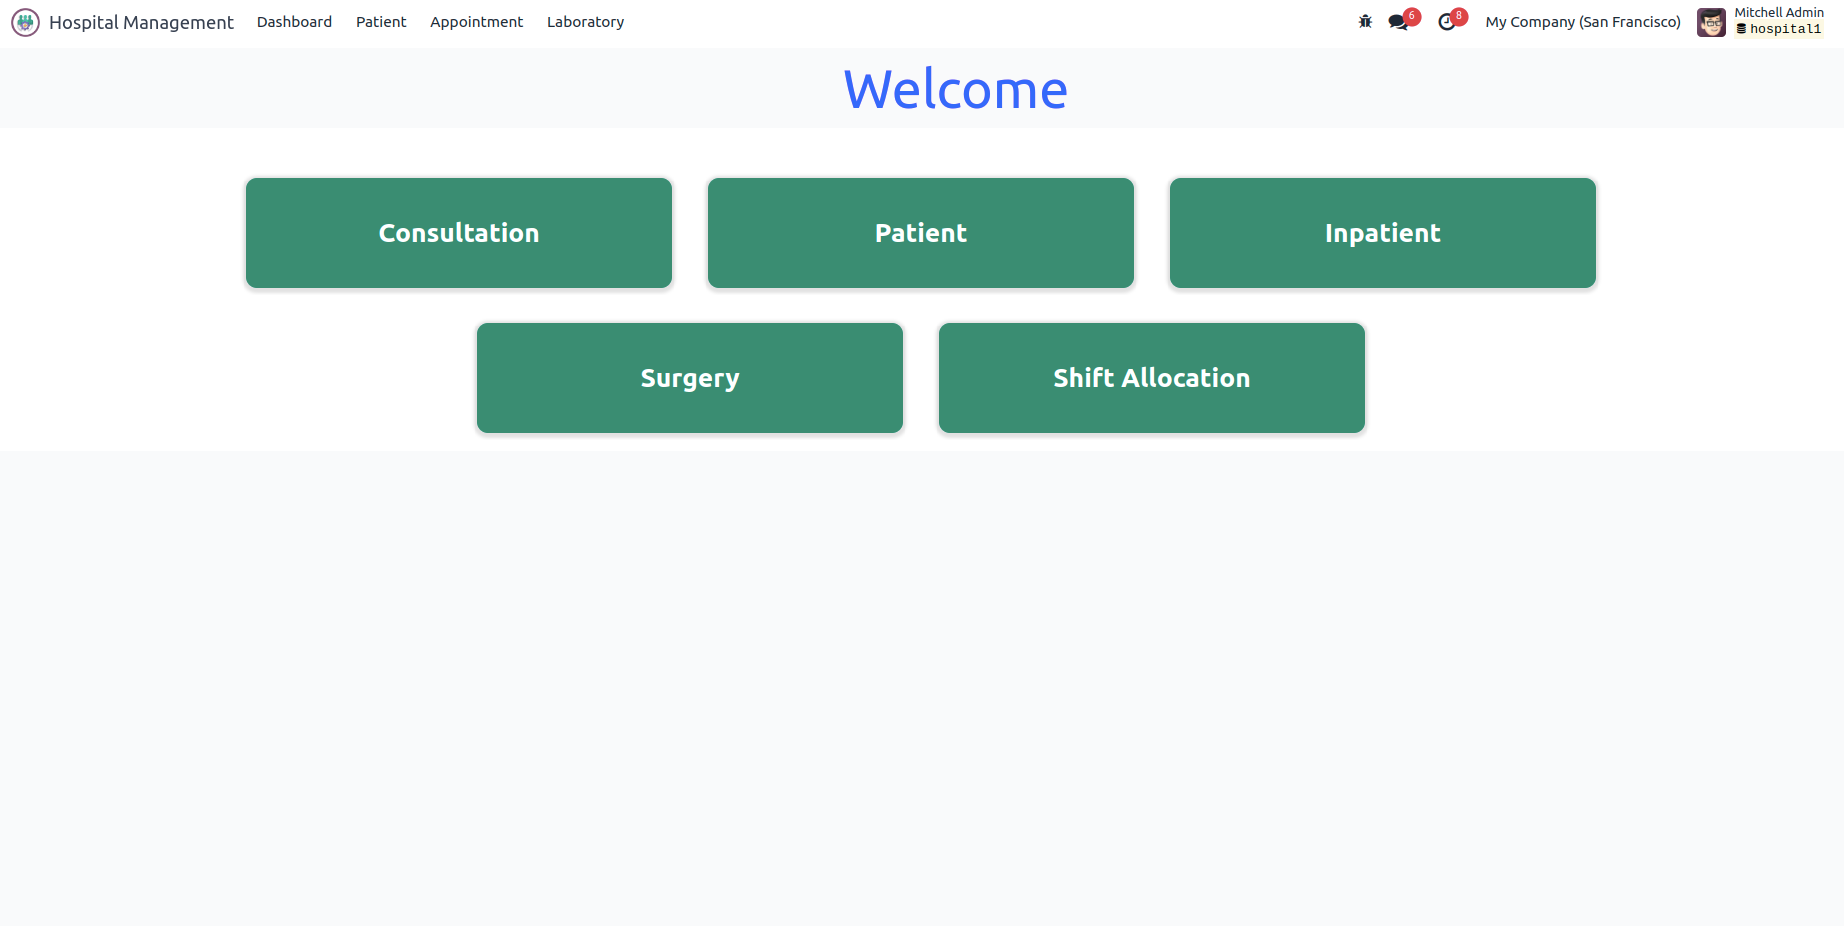 Hospital Management Dashboard Patient Appointment Laboratory 6 8 My Company (San Francisco) Mitchell Admin
hospital1
Welcome
Consultation Patient Inpatient
Surgery Shift Allocation